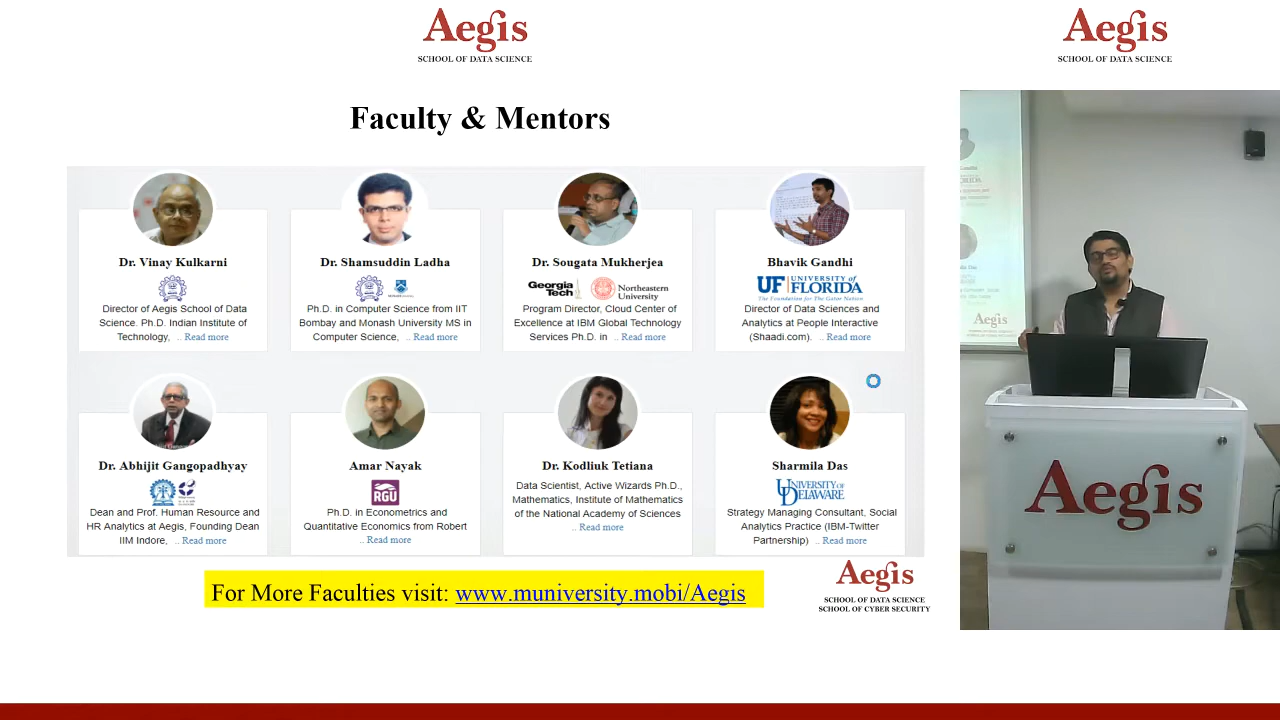 Aegis
SCHOOL OF DATA SCIENCE
Aegis
SCHOOL OF DATA SCIENCE
Faculty & Mentors
Dr. Vinay Kulkarni
Director of Aegis School of Data
Science. Ph.D. Indian Institute of
Technology, .. Read more
Dr. Shamsuddin Ladha
Ph.D. in Computer Science from IIT
Bombay and Monash University MS in
Computer Science, .. Read more
Dr. Sougata Mukherjea
Georgia
Tech
Northeastern
University
Program Director, Cloud Center of
Excellence at IBM Global Technology
Services Ph.D. in .. Read more
Bhavik Gandhi
UF UNIVERSITY of
FLORIDA
The Foundation for The Gator Nation
Director of Data Sciences and
Analytics at People Interactive
(Shaadi.com). .. Read more
Dr. Abhijit Gangopadhyay
Dean and Prof. Human Resource and
HR Analytics at Aegis, Founding Dean
IIM Indore, .. Read more
Amar Nayak
RGU
Ph.D. in Econometrics and
Quantitative Economics from Robert
.. Read more
Dr. Kodliuk Tetiana
Data Scientist, Active Wizards Ph.D.,
Mathematics, Institute of Mathematics
of the National Academy of Sciences
.. Read more
Sharmila Das
UNIVERSITY OF
DELAWARE
Strategy Managing Consultant, Social
Analytics Practice (IBM-Twitter
Partnership) .. Read more
For More Faculties visit: www.muniversity.mobi/Aegis
Aegis
SCHOOL OF DATA SCIENCE
SCHOOL OF CYBER SECURITY
Aegis
Aegis